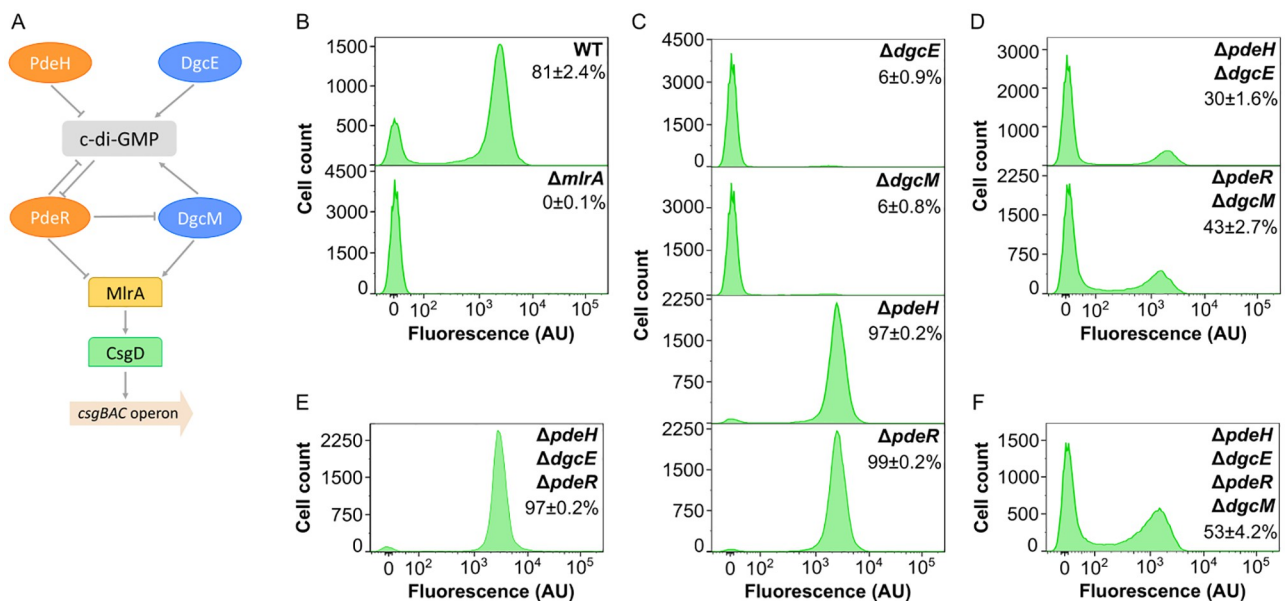 A
PdeH
DgcE
c-di-GMP
PdeR
DgcM
MlrA
CsgD
csgBAC operon
B
1500
1000
500
4500
3000
1500
0
Cell count
WT
81±2.4%
ΔmlrA
0±0.1%
0 10² 10³ 10⁴ 10⁵
Fluorescence (AU)
C
4500
3000
1500
0
3000
1500
2250
1500
750
2250
1500
750
0
Cell count
Cell count
ΔdgcE
6±0.9%
ΔdgcM
6±0.8%
ΔpdeH
97±0.2%
ΔpdeR
99±0.2%
0 10² 10³ 10⁴ 10⁵
Fluorescence (AU)
D
3000
2000
1000
0
2250
1500
750
0
Cell count
ΔpdeH
ΔdgcE
30±1.6%
ΔpdeR
ΔdgcM
43±2.7%
0 10² 10³ 10⁴ 10⁵
Fluorescence (AU)
E
2250
1500
750
0
Cell count
ΔpdeH
ΔdgcE
ΔpdeR
97±0.2%
0 10² 10³ 10⁴ 10⁵
Fluorescence (AU)
F
1500
1000
500
0
Cell count
ΔpdeH
ΔdgcE
ΔpdeR
ΔdgcM
53±4.2%
0 10² 10³ 10⁴ 10⁵
Fluorescence (AU)